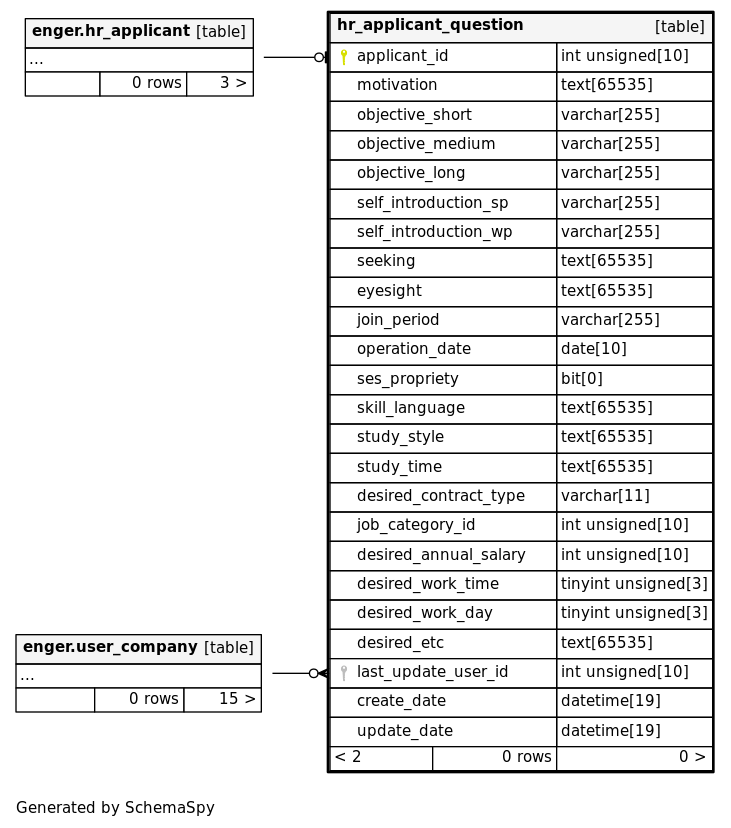 enger.hr_applicant [table]
...
0 rows 3 >
hr_applicant_question [table]
applicant_id int unsigned[10]
motivation text[65535]
objective_short varchar[255]
objective_medium varchar[255]
objective_long varchar[255]
self_introduction_sp varchar[255]
self_introduction_wp varchar[255]
seeking text[65535]
eyesight text[65535]
join_period varchar[255]
operation_date date[10]
ses_propriety bit[0]
skill_language text[65535]
study_style text[65535]
study_time text[65535]
desired_contract_type varchar[11]
job_category_id int unsigned[10]
desired_annual_salary int unsigned[10]
desired_work_time tinyint unsigned[3]
desired_work_day tinyint unsigned[3]
desired_etc text[65535]
last_update_user_id int unsigned[10]
create_date datetime[19]
update_date datetime[19]
< 2 0 rows 0 >
enger.user_company [table]
...
0 rows 15 >
Generated by SchemaSpy